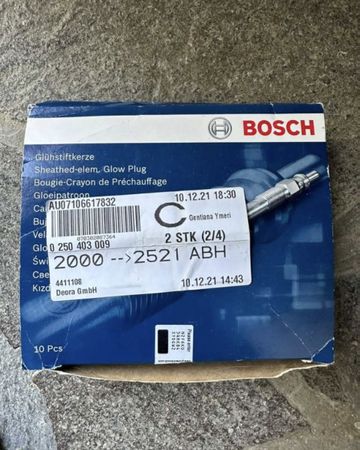 BOSCH
Glühstiftkerze
Sheathed-elem. Glow Plug
Bougie-Crayon de Préchauffage
Gloeipatroon
AU07106617832
10.12.21 18:30
C
Gentiana Ymeri
2 STK (2/4)
0 250 403 009
2000 -->2521 ABH
4411108
Deora GmbH
10.12.21 14:43
10 Pcs